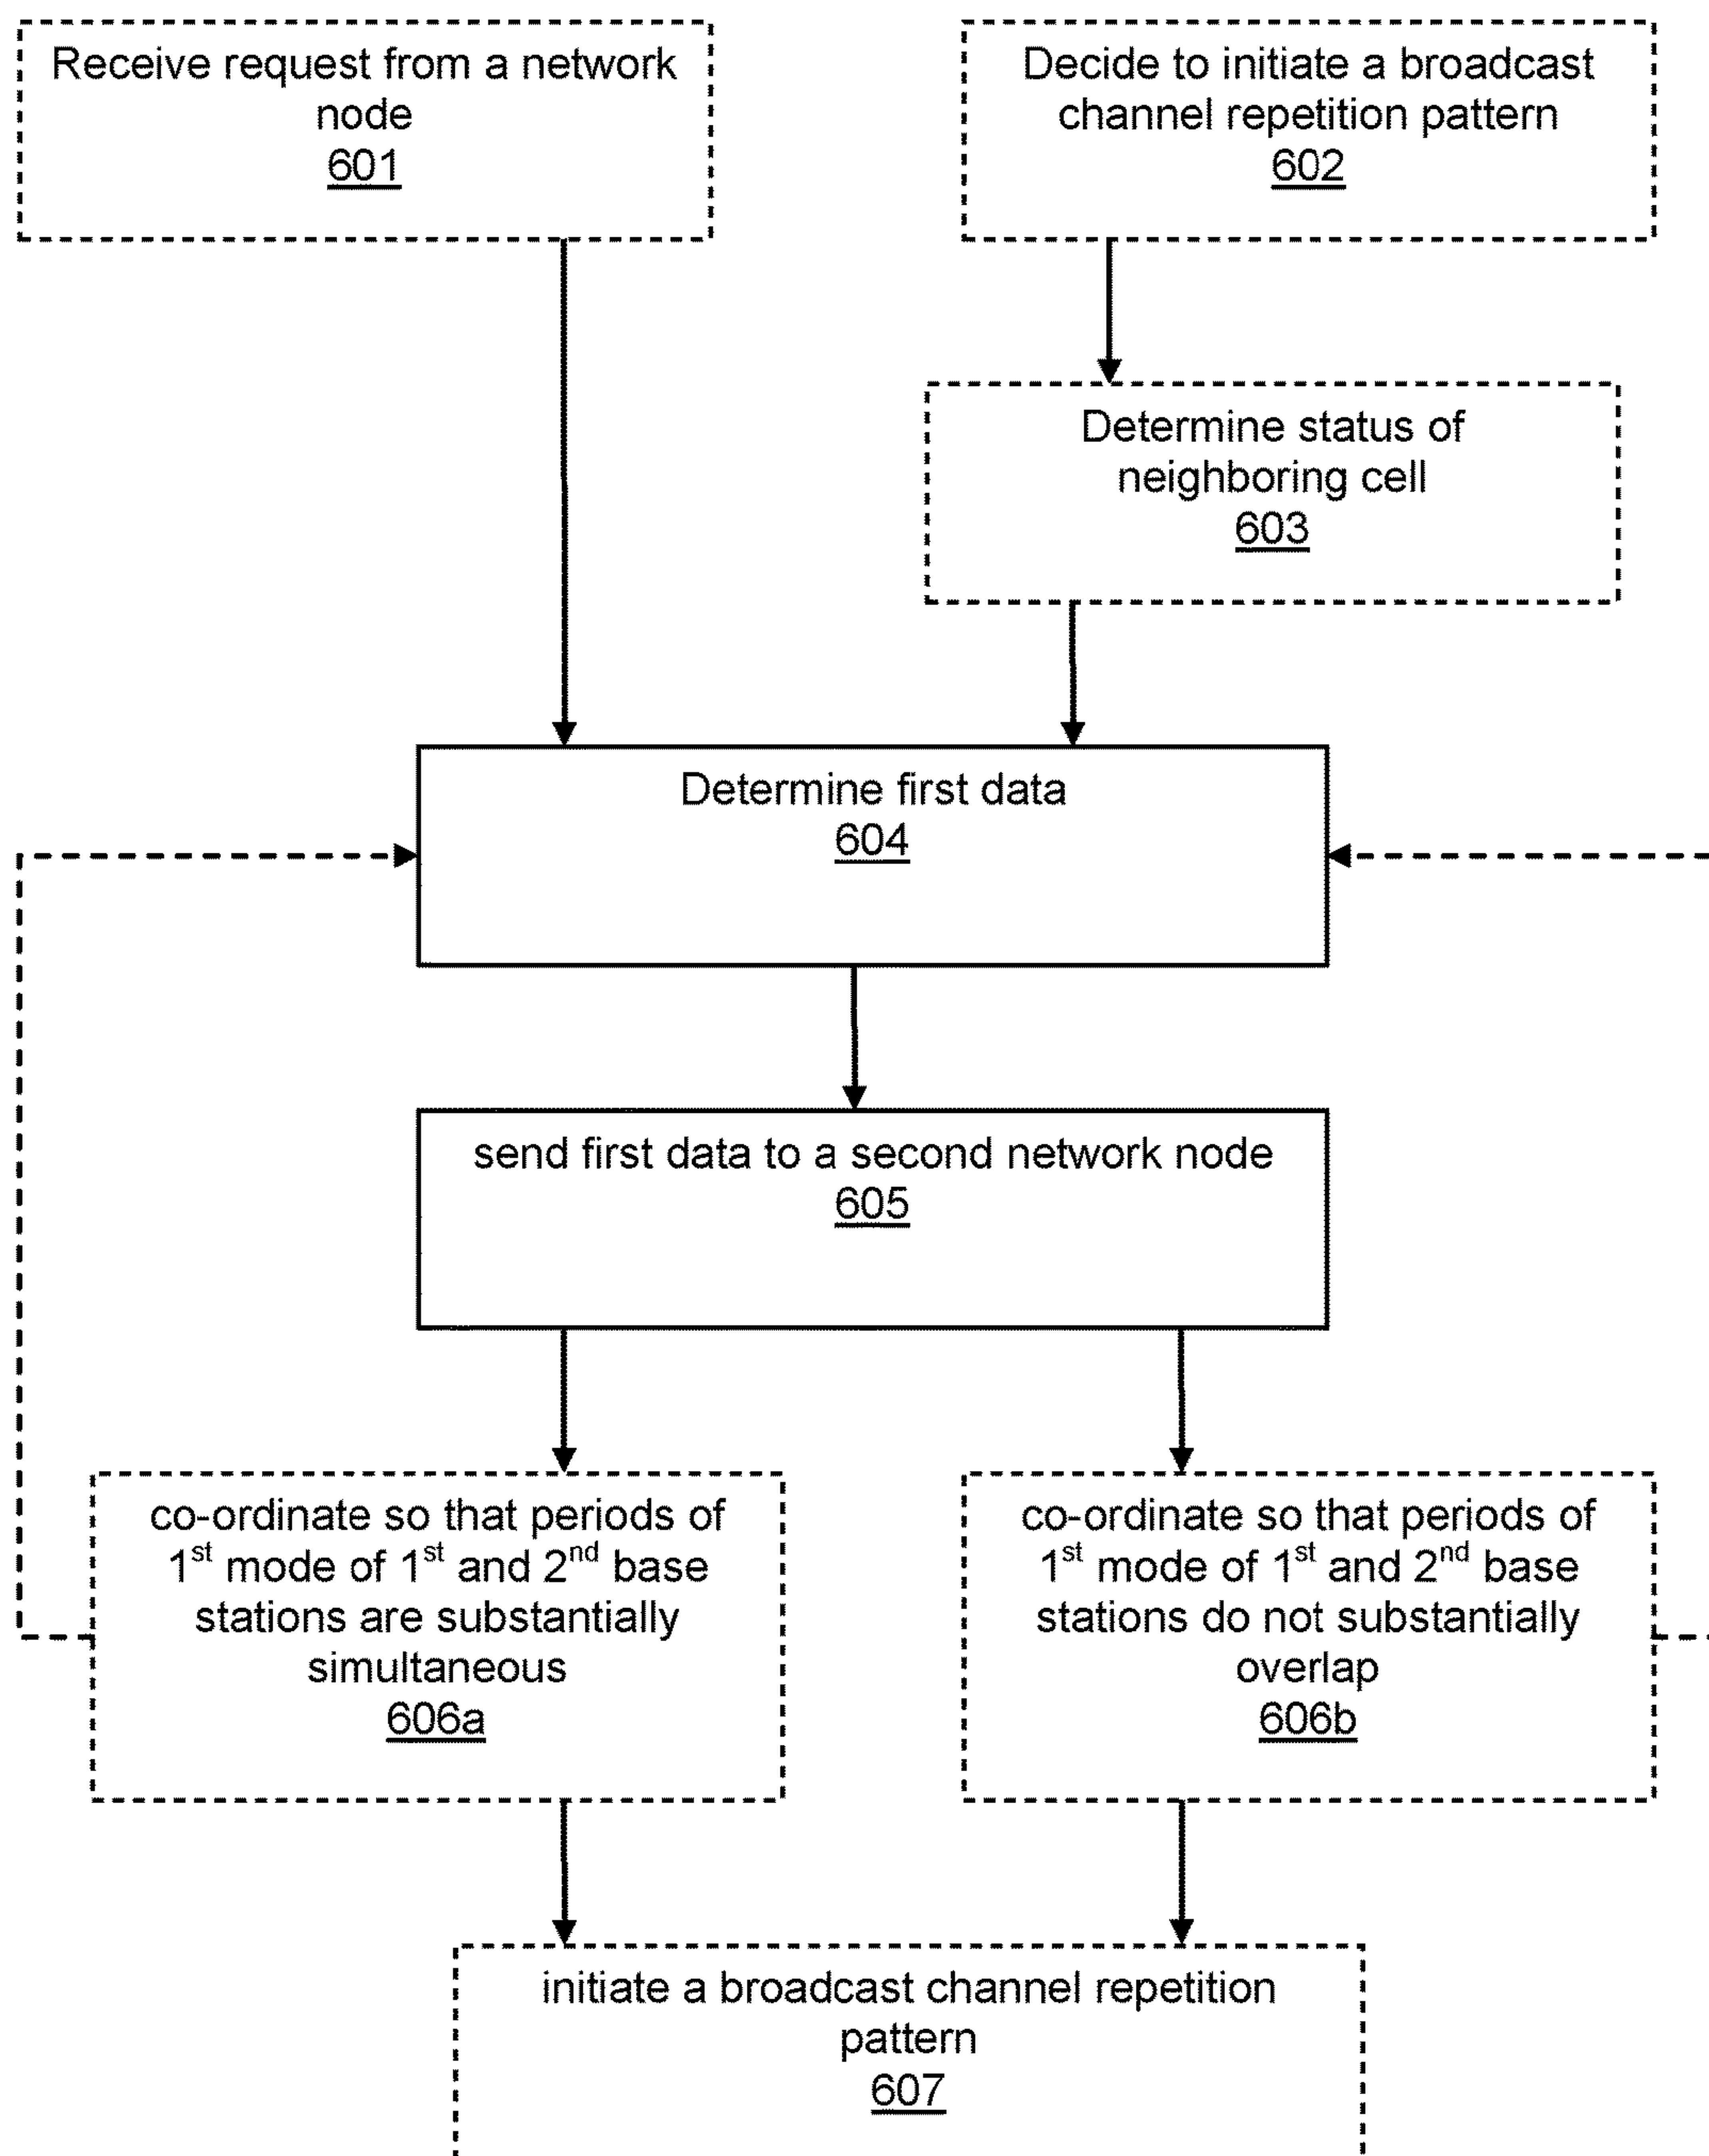 Receive request from a network
node
601
Decide to initiate a broadcast
channel repetition pattern
602
Determine status of
neighboring cell
603
Determine first data
604
send first data to a second network node
605
co-ordinate so that periods of
1st mode of 1st and 2nd base
stations are substantially
simultaneous
606a
co-ordinate so that periods of
1st mode of 1st and 2nd base
stations do not substantially
overlap
606b
initiate a broadcast channel repetition
pattern
607